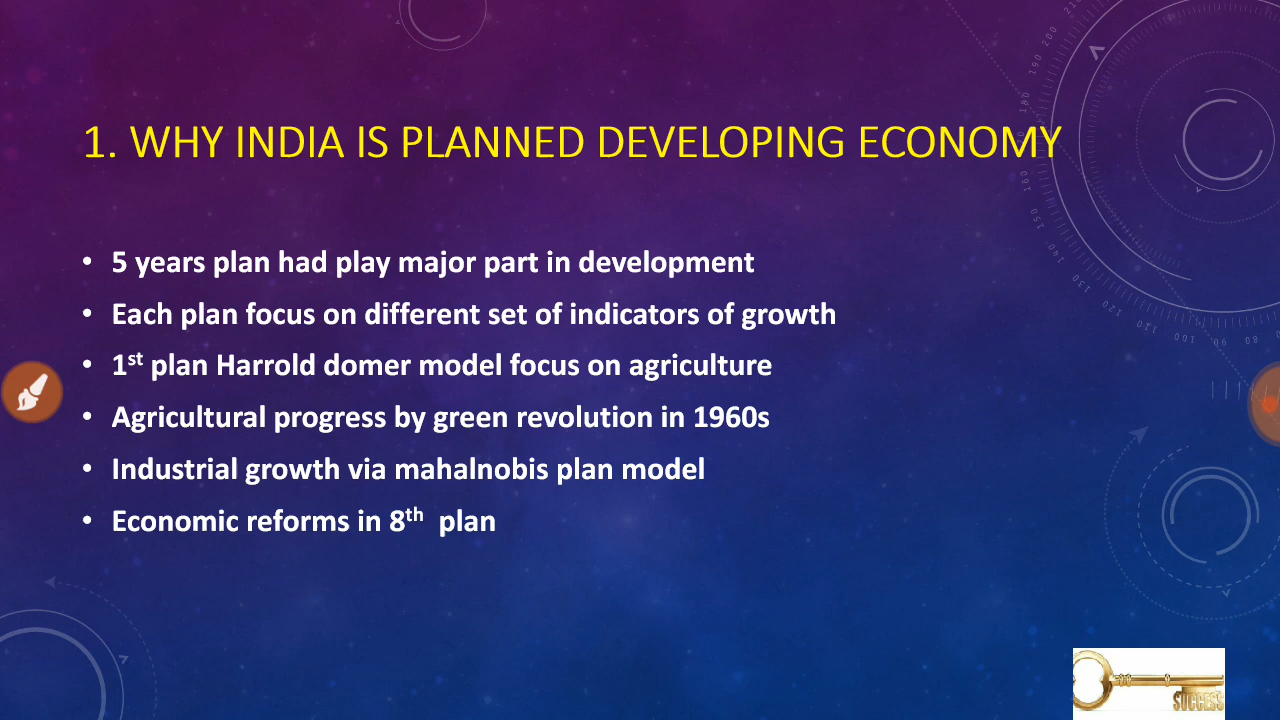 1. WHY INDIA IS PLANNED DEVELOPING ECONOMY
• 5 years plan had play major part in development
• Each plan focus on different set of indicators of growth
• 1st plan Harrold domer model focus on agriculture
• Agricultural progress by green revolution in 1960s
• Industrial growth via mahalnobis plan model
• Economic reforms in 8th plan
SUCCESS